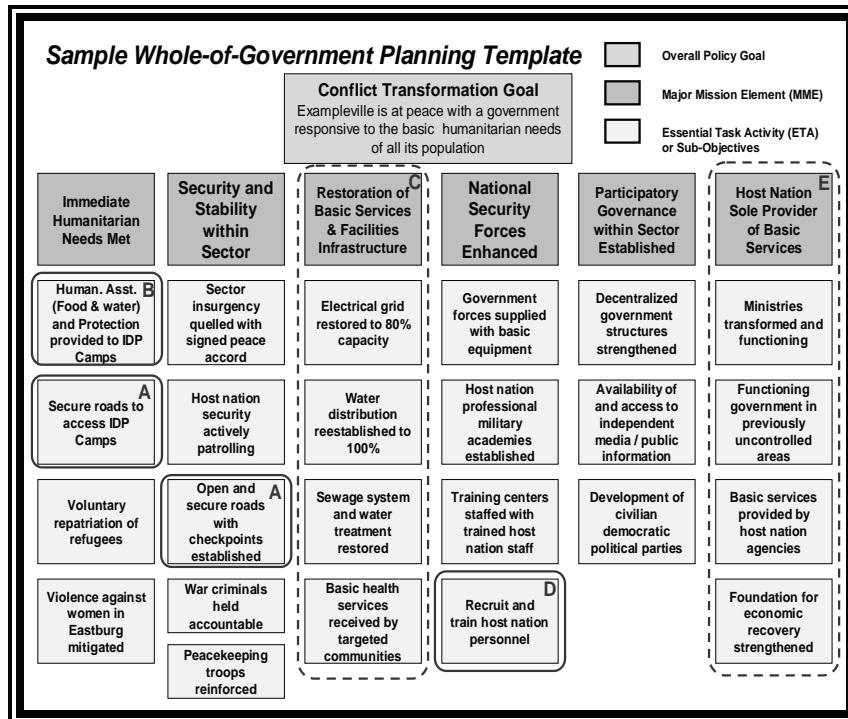 Sample Whole-of-Government Planning Template
Overall Policy Goal
Major Mission Element (MME)
Essential Task Activity (ETA)
or Sub-Objectives
Conflict Transformation Goal
Exampleville is at peace with a government
responsive to the basic humanitarian needs
of all its population
Immediate
Humanitarian
Needs Met
Human. Asst.
B
(Food & water)
and Protection
provided to IDP
Camps
A
Secure roads to
access IDP
Camps
Voluntary
repatriation of
refugees
Violence against
women in
Eastburg
mitigated
Security and
Stability
within
Sector
Sector
insurgency
quelled with
signed peace
accord
Host nation
security
actively
patrolling
A
Open and
secure roads
with
checkpoints
established
War criminals
held
accountable
Peacekeeping
troops
reinforced
C
Restoration of
Basic Services
& Facilities
Infrastructure
Electrical grid
restored to 80%
capacity
Water
distribution
reestablished to
100%
Sewage system
and water
treatment
restored
Basic health
services
received by
targeted
communities
National
Security
Forces
Enhanced
Government
forces supplied
with basic
equipment
Host nation
professional
military
academies
established
Training centers
staffed with
trained host
nation staff
D
Recruit and
train host nation
personnel
Participatory
Governance
within Sector
Established
Decentralized
government
structures
strengthened
Availability of
and access to
independent
media / public
information
Development of
civilian
democratic
political parties
E
Host Nation
Sole Provider
of Basic
Services
Ministries
transformed and
functioning
Functioning
government in
previously
uncontrolled
areas
Basic services
provided by
host nation
agencies
Foundation for
economic
recovery
strengthened